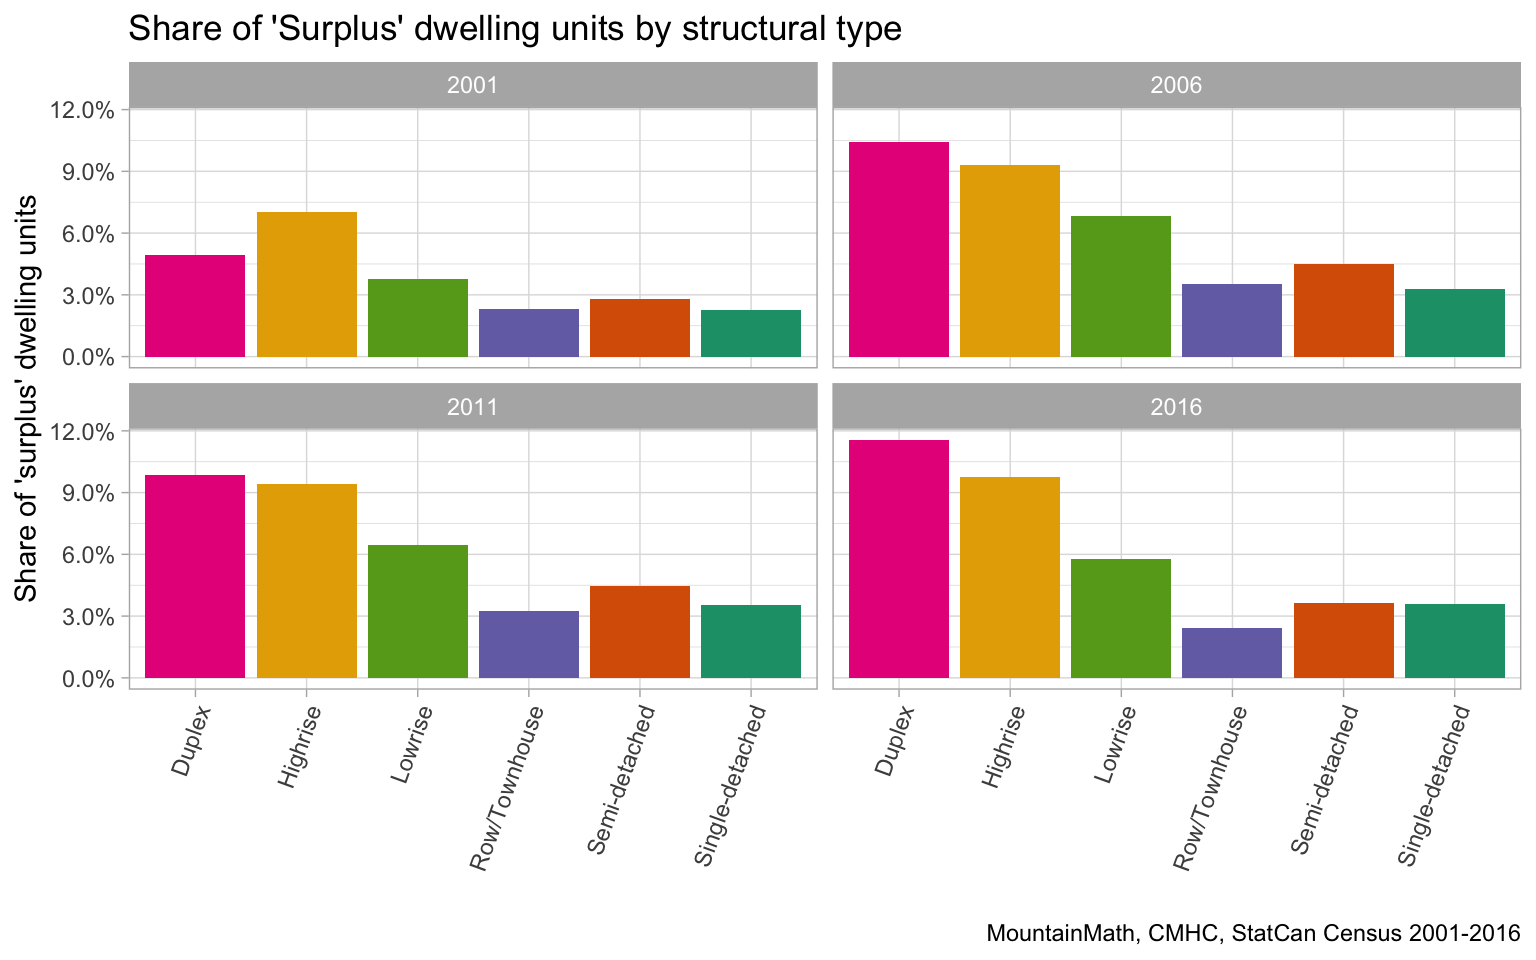 Share of 'Surplus' dwelling units by structural type
Share of 'surplus' dwelling units
2001
2006
12.0%
9.0%
6.0%
3.0%
0.0%
2011
2016
12.0%
9.0%
6.0%
3.0%
0.0%
Duplex
Highrise
Lowrise
Row/Townhouse
Semi-detached
Single-detached
Duplex
Highrise
Lowrise
Row/Townhouse
Semi-detached
Single-detached
MountainMath, CMHC, StatCan Census 2001-2016